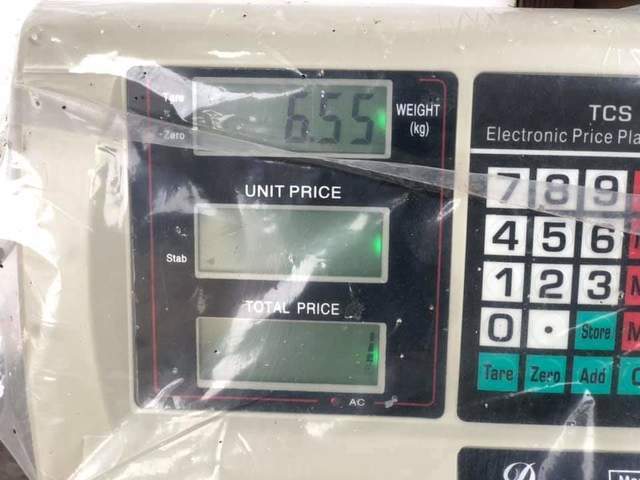 Tare
Zero
6.55
WEIGHT
(kg)
UNIT PRICE
Stab
TOTAL PRICE
AC
TCS
Electronic Price Pla
7 8 9
4 5 6
1 2 3 M
0 . Store M
Tare Zero Add C